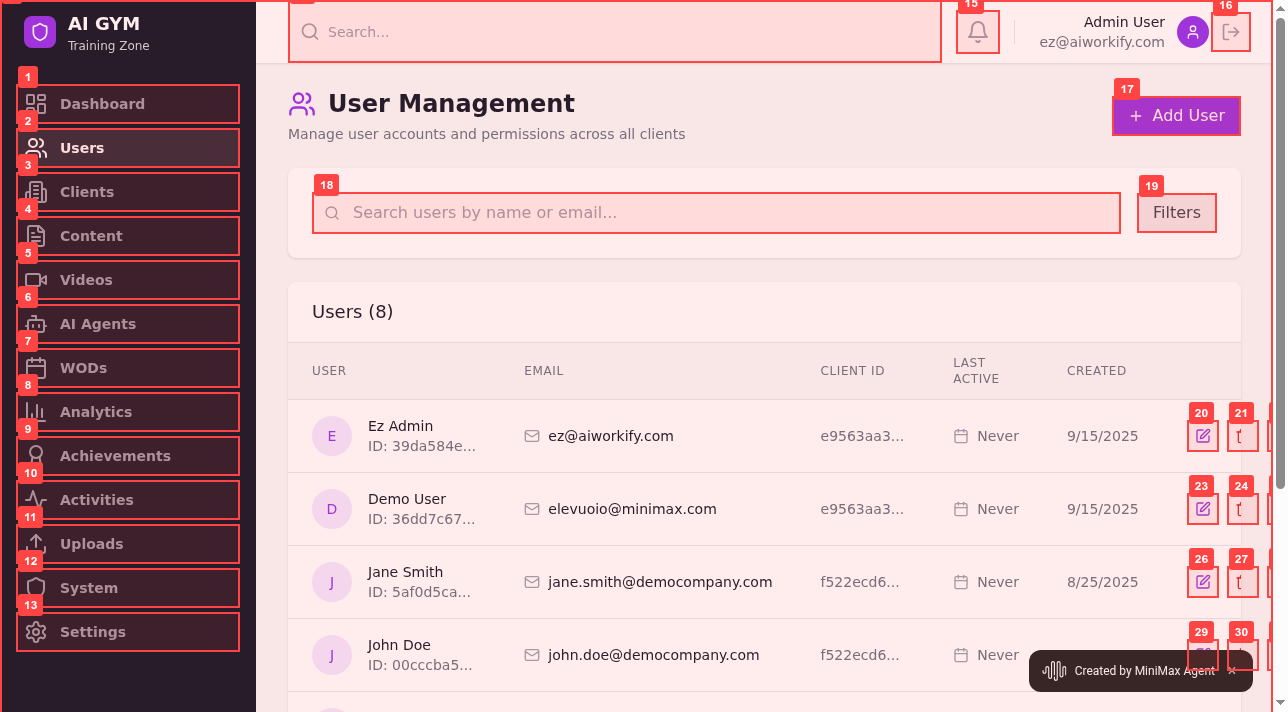 AI GYM
Training Zone
1
Dashboard
2
Users
3
Clients
4
Content
5
Videos
6
AI Agents
7
WODs
8
Analytics
9
Achievements
10
Activities
11
Uploads
12
System
13
Settings
Search...
15
Admin User
ez@aiworkify.com
16
User Management
Manage user accounts and permissions across all clients
17
Add User
18
Search users by name or email...
19
Filters
Users (8)
USER EMAIL CLIENT ID LAST ACTIVE CREATED
E Ez Admin ez@aiworkify.com e9563aa3... Never 9/15/2025 20 21
ID: 39da584e...
D Demo User elevuoio@minimax.com e9563aa3... Never 9/15/2025 23 24
ID: 36dd7c67...
J Jane Smith jane.smith@democompany.com f522ecd6... Never 8/25/2025 26 27
ID: 5af0d5ca...
J John Doe john.doe@democompany.com f522ecd6... Never 29 30
ID: 00cccba5...
Created by MiniMax Agent ×